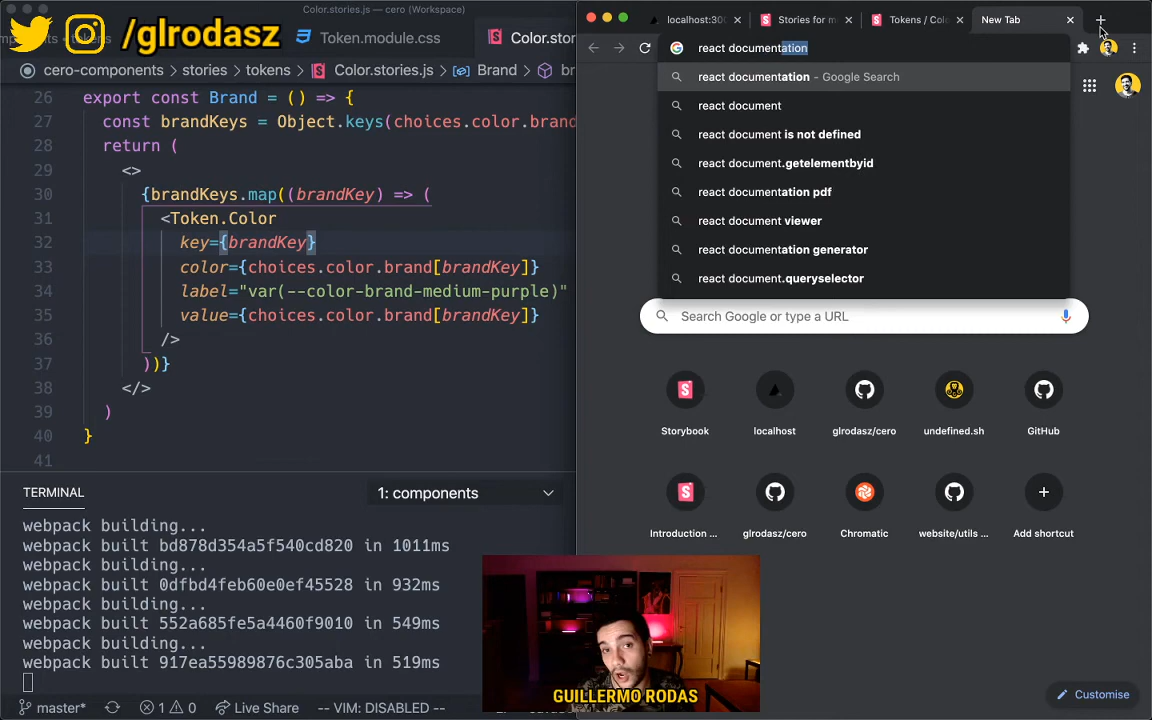 /glrodasz
Color.stories.js — cero (Workspace)
Token.module.css
Color.stor
cero-components > stories > tokens > Color.stories.js > Brand > br
26 export const Brand = () => {
27 const brandKeys = Object.keys(choices.color.brand
28 return (
29 <>
30 {brandKeys.map((brandKey) => (
31 <Token.Color
32 key={brandKey}
33 color={choices.color.brand[brandKey]}
34 label="var(--color-brand-medium-purple)"
35 value={choices.color.brand[brandKey]}
36 />
37 ))}
38 </>
39 )
40 }
41
TERMINAL
1: components
webpack building...
webpack built bd878d354a5f540cd820 in 1011ms
webpack building...
webpack built 0dfbd4feb60e0ef45528 in 932ms
webpack building...
webpack built 552a685fe5a4460f9010 in 549ms
webpack building...
webpack built 917ea55989876c305aba in 519ms
master*
1 0
Live Share
-- VIM: DISABLED --
localhost:300
Stories for m
Tokens / Colo
New Tab
react documentation
react documentation - Google Search
react document
react document is not defined
react document.getelementbyid
react documentation pdf
react document viewer
react documentation generator
react document.queryselector
Search Google or type a URL
Storybook
localhost
glrodasz/cero
undefined.sh
GitHub
Introduction ...
glrodasz/cero
Chromatic
website/utils ...
Add shortcut
Customise
GUILLERMO RODAS